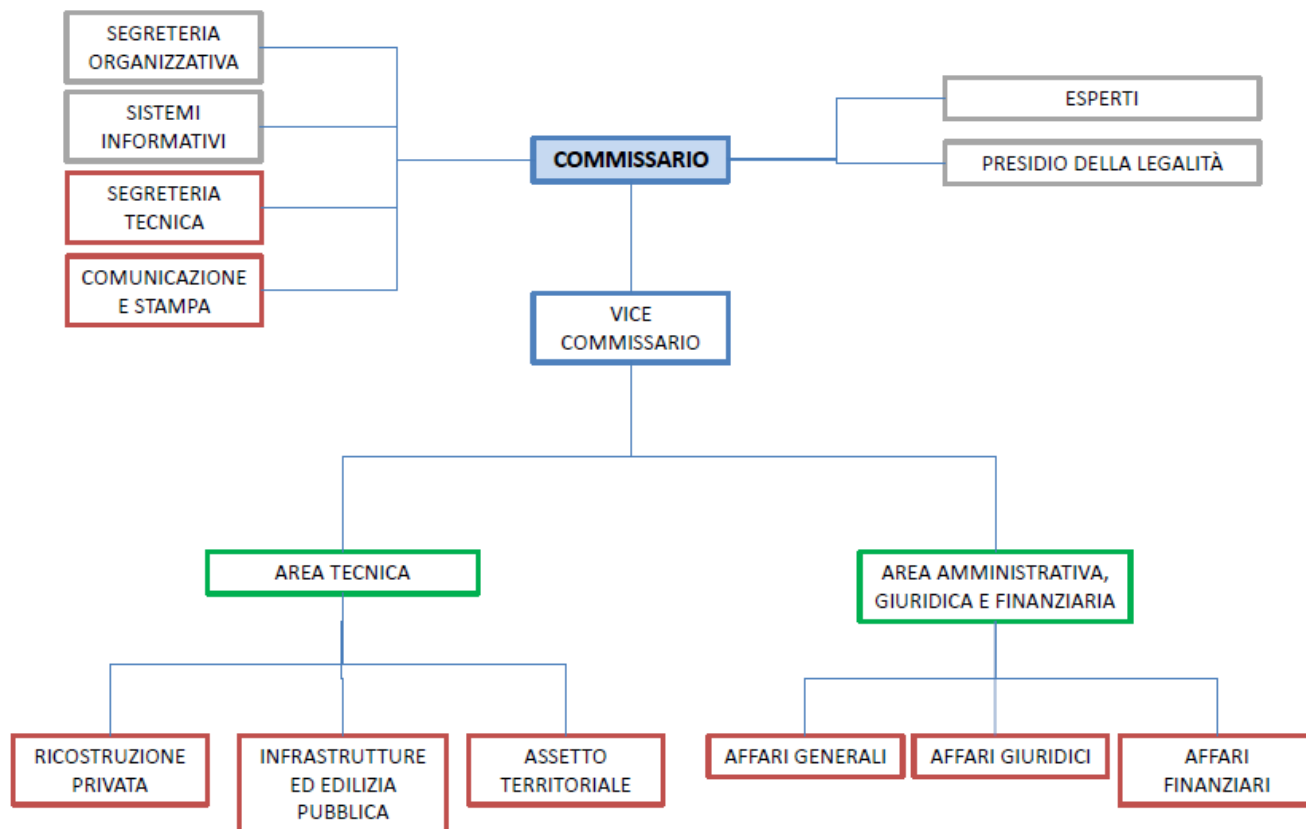 SEGRETERIA
ORGANIZZATIVA
SISTEMI
INFORMATIVI
SEGRETERIA
TECNICA
COMUNICAZIONE
E STAMPA
COMMISSARIO
ESPERTI
PRESIDIO DELLA LEGALITÀ
VICE
COMMISSARIO
AREA TECNICA
AREA AMMINISTRATIVA,
GIURIDICA E FINANZIARIA
RICOSTRUZIONE
PRIVATA
INFRASTRUTTURE
ED EDILIZIA
PUBBLICA
ASSETTO
TERRITORIALE
AFFARI GENERALI
AFFARI GIURIDICI
AFFARI
FINANZIARI